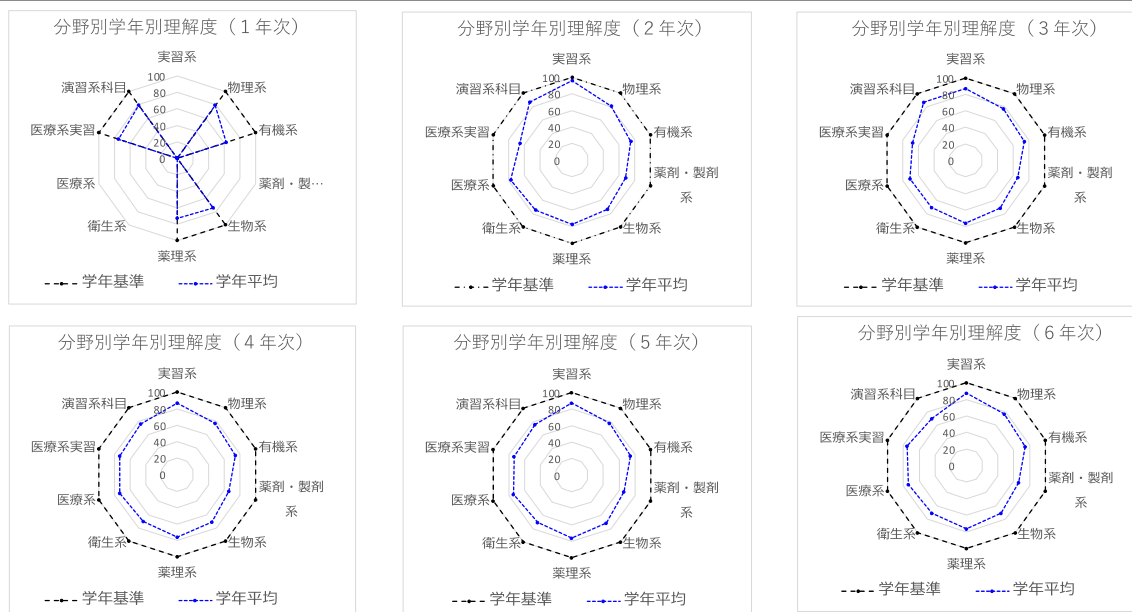 分野別学年別理解度（１年次）
実習系
物理系
有機系
薬剤・製…
生物系
薬理系
衛生系
医療系
医療系実習
演習系科目
100
80
60
40
20
0
学年基準
学年平均
分野別学年別理解度（２年次）
実習系
物理系
有機系
薬剤・製剤
系
生物系
薬理系
衛生系
医療系
医療系実習
演習系科目
100
80
60
40
20
0
学年基準
学年平均
分野別学年別理解度（３年次）
実習系
物理系
有機系
薬剤・製剤
系
生物系
薬理系
衛生系
医療系
医療系実習
演習系科目
100
80
60
40
20
0
学年基準
学年平均
分野別学年別理解度（４年次）
実習系
物理系
有機系
薬剤・製剤
系
生物系
薬理系
衛生系
医療系
医療系実習
演習系科目
100
80
60
40
20
0
学年基準
学年平均
分野別学年別理解度（５年次）
実習系
物理系
有機系
薬剤・製剤
系
生物系
薬理系
衛生系
医療系
医療系実習
演習系科目
100
80
60
40
20
0
学年基準
学年平均
分野別学年別理解度（６年次）
実習系
物理系
有機系
薬剤・製剤
系
生物系
薬理系
衛生系
医療系
医療系実習
演習系科目
100
80
60
40
20
0
学年基準
学年平均